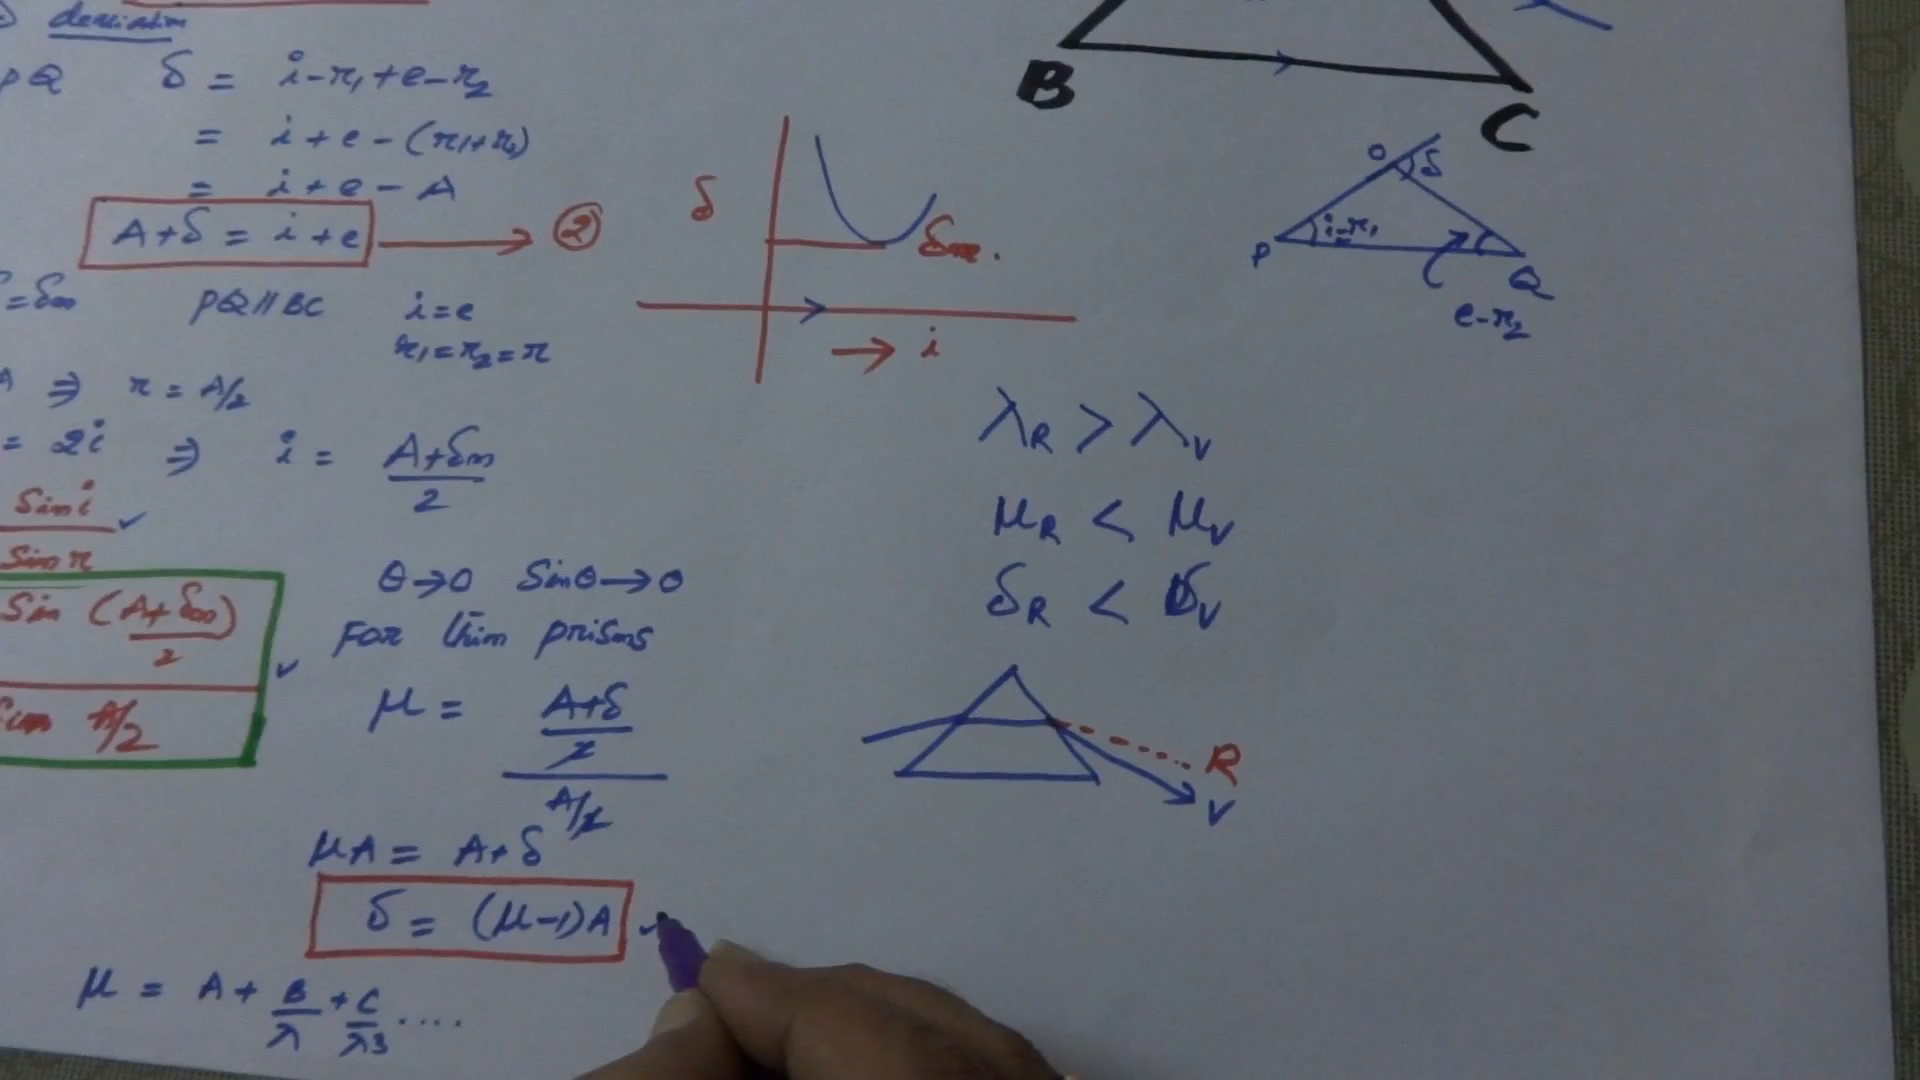 deviation
PQ δ = i-r₁+e-r₂
= i+e-(r₁+r₂)
= i+e-A
A+δ = i+e → ②
δ=δm PQ//BC i=e
r₁=r₂=r
A ⇒ r = A/2
= 2i ⇒ i = (A+δm)/2
Sin i / Sin r ✓
Sin (A+δm)/2 / Sin A/2 ✓
θ→0 Sinθ→θ
For thin prisms
μ = (A+δ)/2 / A/2
μA = A+δ
δ = (μ-1)A ✓
μ = A + B/λ + C/λ3 ....
B
C
δ
δm.
→ i
O δ
P i-r₁ Q
e-r₂
λR > λV
μR < μV
δR < δV
R
V